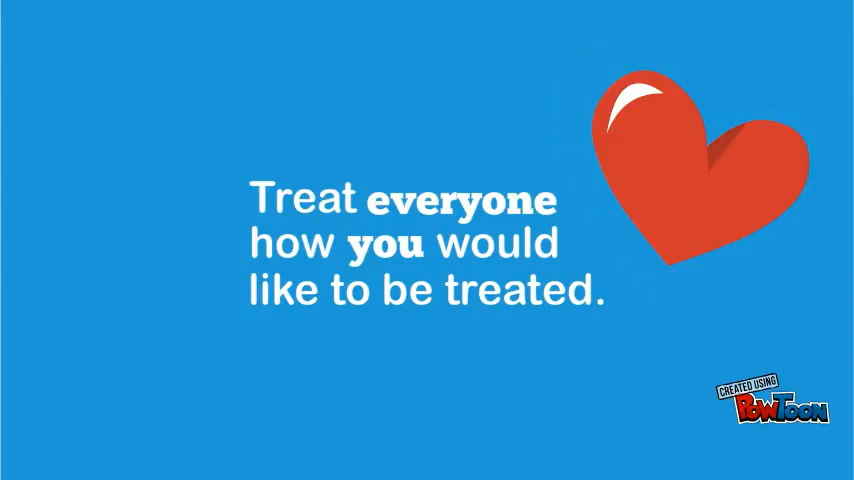 Treat everyone
how you would
like to be treated.
CREATED USING
PowToon